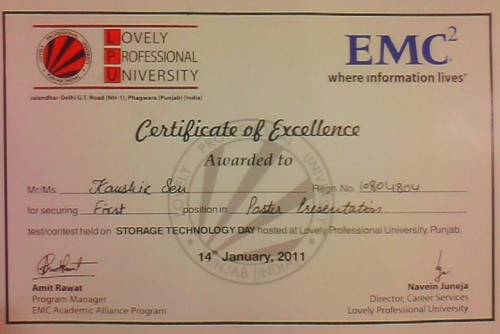 LOVELY
PROFESSIONAL
UNIVERSITY
Jalandhar-Delhi G.T. Road (NH-1), Phagwara (Punjab) (India)
EMC²
where information lives®
Certificate of Excellence
Awarded to
Mr/Ms. Kaushik Sen Regn. No. 10804804
for securing First position in Poster Presentation
test/contest held on STORAGE TECHNOLOGY DAY hosted at Lovely Professional University, Punjab.
14th January, 2011
Amit Rawat
Program Manager
EMC Academic Alliance Program
Navein Juneja
Director, Career Services
Lovely Professional University